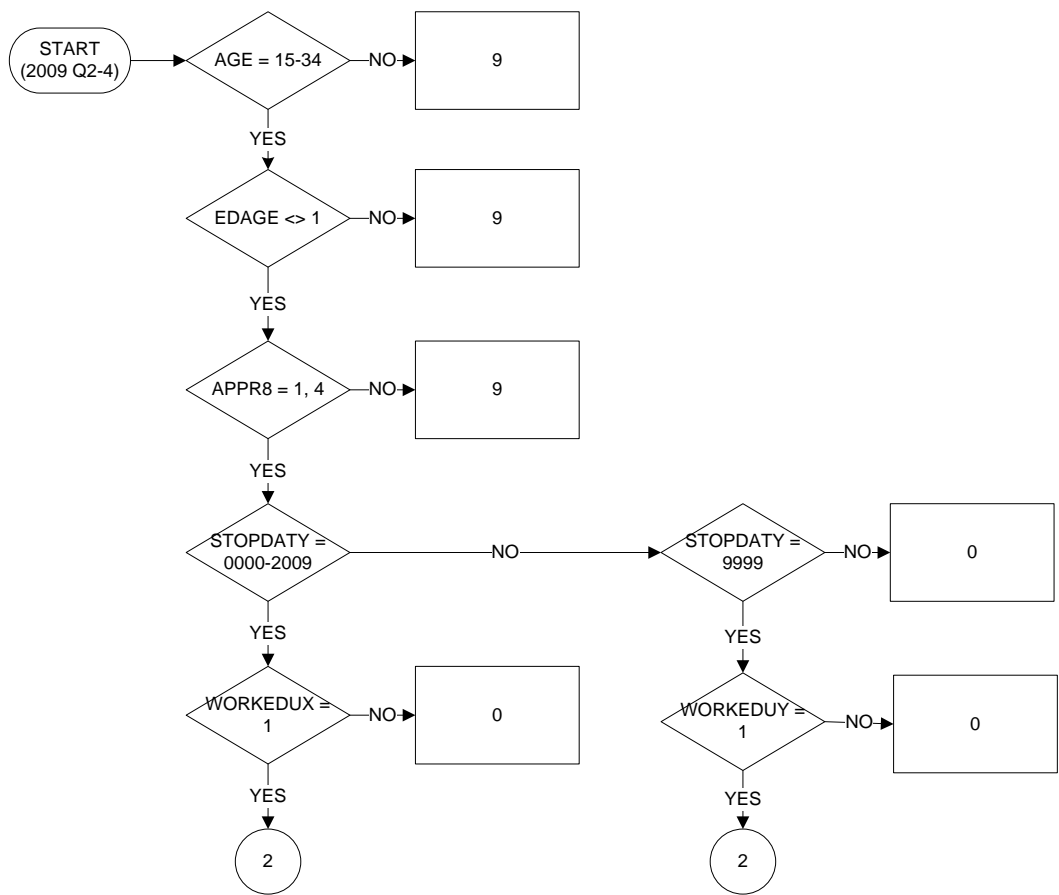 START
(2009 Q2-4)
AGE = 15-34
NO
9
YES
EDAGE <> 1
NO
9
YES
APPR8 = 1, 4
NO
9
YES
STOPDATY =
0000-2009
NO
STOPDATY =
9999
NO
0
YES
YES
WORKEDUX =
1
NO
0
WORKEDUY =
1
NO
0
YES
YES
2
2